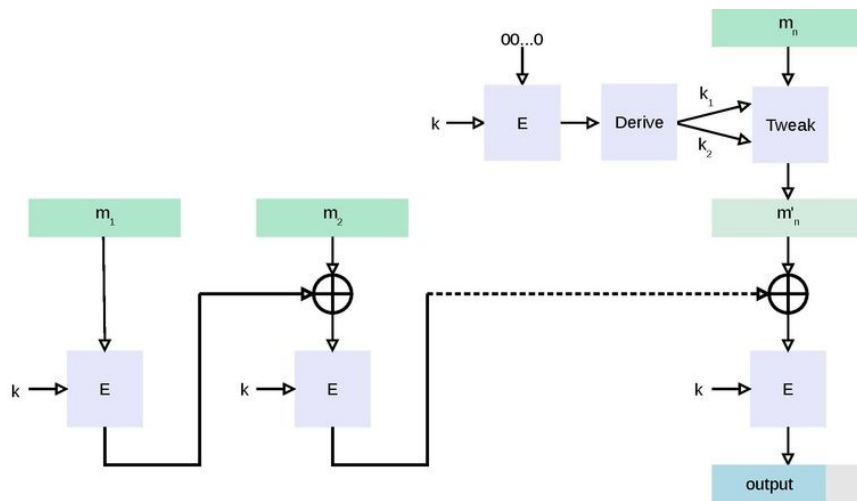 mₙ
00...0
k
E
Derive
k₁
k₂
Tweak
m₁
m₂
m'ₙ
k
E
k
E
k
E
output